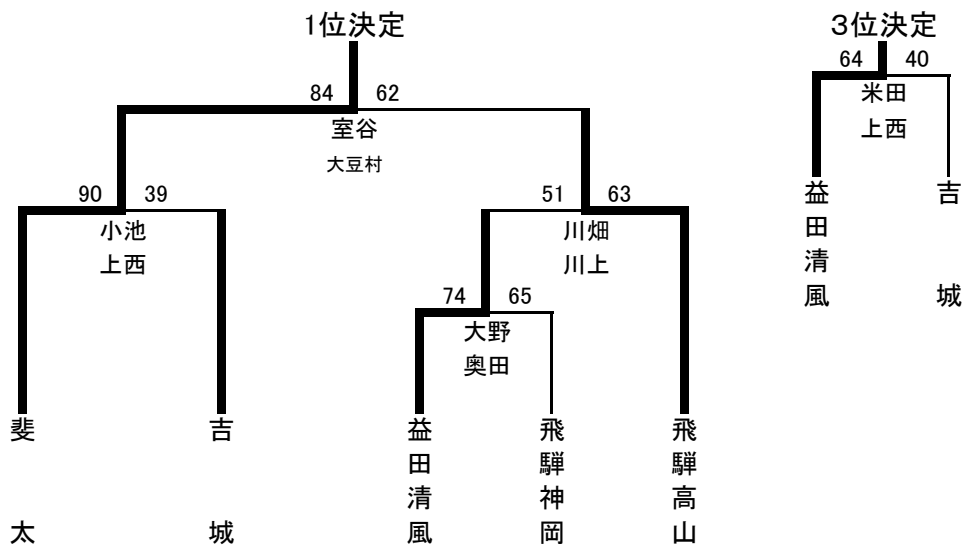 1位決定
84 62
室谷
大豆村
90 39
小池
上西
51 63
川畑
川上
74 65
大野
奥田
斐太
吉城
益田清風
飛騨神岡
飛騨高山
3位決定
64 40
米田
上西
益田清風
吉城